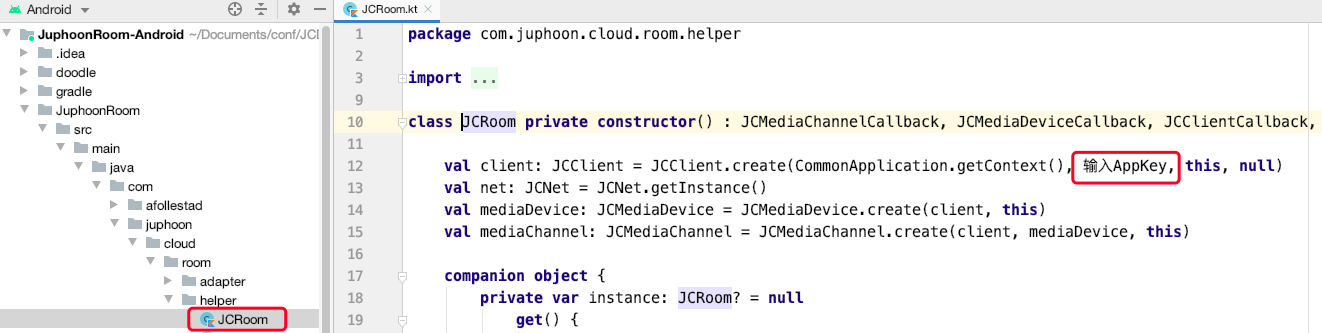 Android
JuphoonRoom-Android ~/Documents/conf/JCD
.idea
doodle
gradle
JuphoonRoom
src
main
java
com
afollestad
juphoon
cloud
room
adapter
helper
JCRoom
JCRoom.kt
1 package com.juphoon.cloud.room.helper
2
3 import ...
9
10 class JCRoom private constructor() : JCMediaChannelCallback, JCMediaDeviceCallback, JCClientCallback,
11
12 val client: JCClient = JCClient.create(CommonApplication.getContext(), 输入AppKey, this, null)
13 val net: JCNet = JCNet.getInstance()
14 val mediaDevice: JCMediaDevice = JCMediaDevice.create(client, this)
15 val mediaChannel: JCMediaChannel = JCMediaChannel.create(client, mediaDevice, this)
16
17 companion object {
18 private var instance: JCRoom? = null
19 get() {